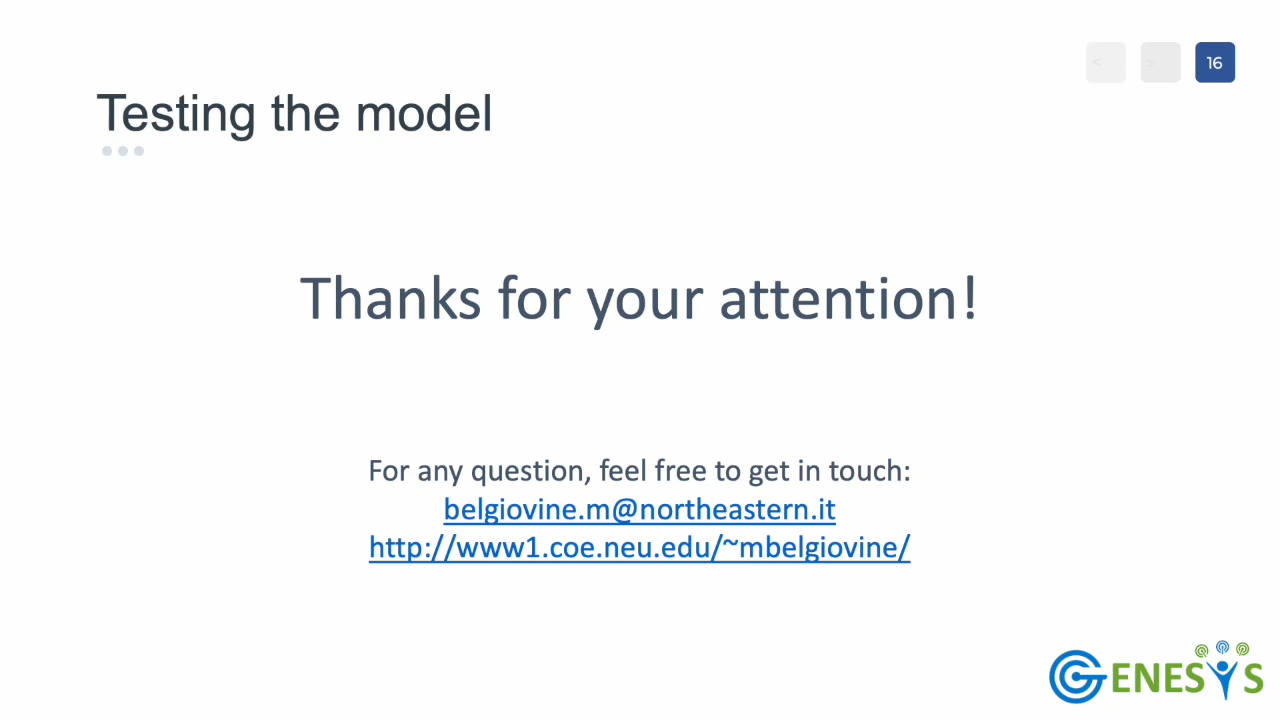 16
Testing the model
Thanks for your attention!
For any question, feel free to get in touch:
belgiovine.m@northeastern.it
http://www1.coe.neu.edu/~mbelgiovine/
GENESYS